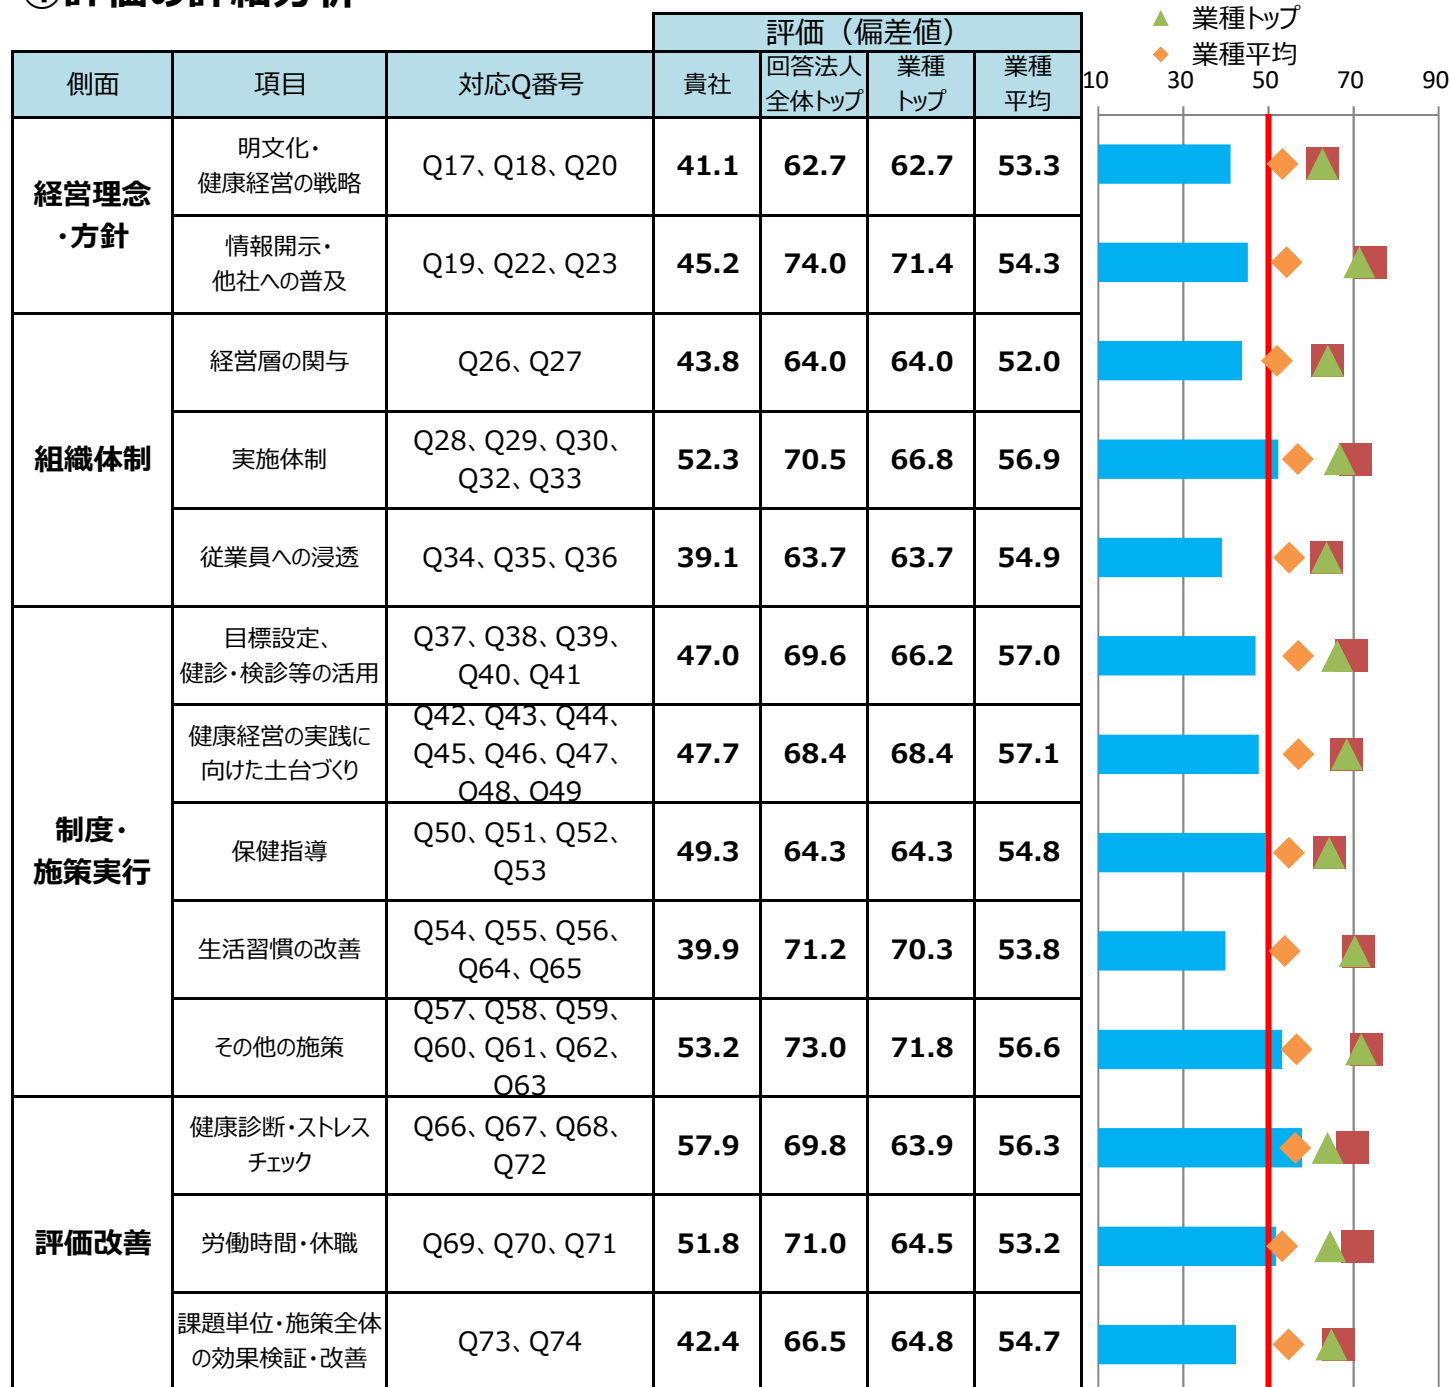 ①評価の詳細分析
業種トップ
業種平均
評価（偏差値）
側面 項目 対応Q番号 貴社 回答法人全体トップ 業種トップ 業種平均
10 30 50 70 90
経営理念・方針
明文化・
健康経営の戦略
Q17、Q18、Q20
41.1 62.7 62.7 53.3
情報開示・
他社への普及
Q19、Q22、Q23
45.2 74.0 71.4 54.3
組織体制
経営層の関与
Q26、Q27
43.8 64.0 64.0 52.0
実施体制
Q28、Q29、Q30、
Q32、Q33
52.3 70.5 66.8 56.9
従業員への浸透
Q34、Q35、Q36
39.1 63.7 63.7 54.9
制度・
施策実行
目標設定、
健診・検診等の活用
Q37、Q38、Q39、
Q40、Q41
47.0 69.6 66.2 57.0
健康経営の実践に
向けた土台づくり
Q42、Q43、Q44、
Q45、Q46、Q47、
Q48、Q49
47.7 68.4 68.4 57.1
保健指導
Q50、Q51、Q52、
Q53
49.3 64.3 64.3 54.8
生活習慣の改善
Q54、Q55、Q56、
Q64、Q65
39.9 71.2 70.3 53.8
その他の施策
Q57、Q58、Q59、
Q60、Q61、Q62、
Q63
53.2 73.0 71.8 56.6
評価改善
健康診断・ストレス
チェック
Q66、Q67、Q68、
Q72
57.9 69.8 63.9 56.3
労働時間・休職
Q69、Q70、Q71
51.8 71.0 64.5 53.2
課題単位・施策全体
の効果検証・改善
Q73、Q74
42.4 66.5 64.8 54.7